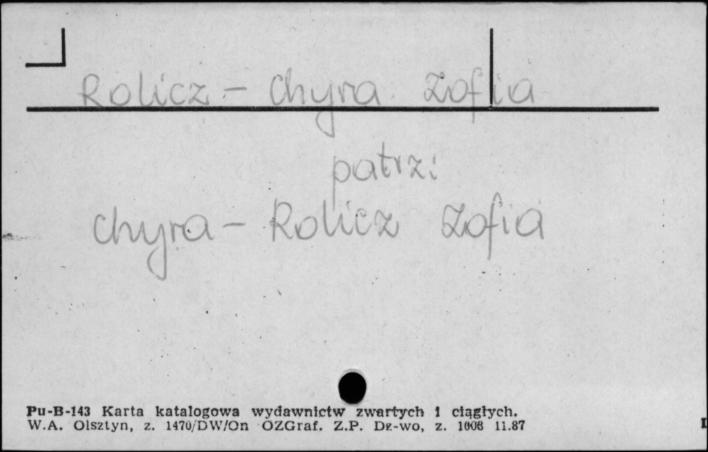 Rolicz - Chyra Zofia
patrz:
Chyra - Rolicz Zofia
Pu-B-143 Karta katalogowa wydawnictw zwartych i ciągłych.
W.A. Olsztyn, z. 1470/DW/On OZGraf. Z.P. Dz-wo, z. 1008 11.87